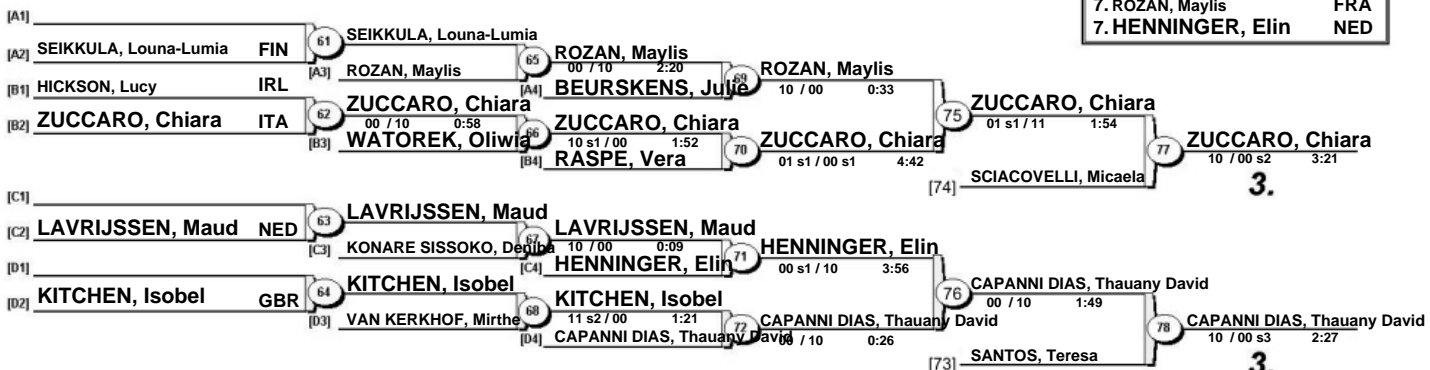 7. ROZAN, Maylis FRA
7. HENNINGER, Elin NED
[A1]
[A2] SEIKKULA, Louna-Lumia FIN
61 SEIKKULA, Louna-Lumia
[A3] ROZAN, Maylis
65 ROZAN, Maylis
00 / 10 2:20
[A4] BEURSKENS, Julie
69 ROZAN, Maylis
10 / 00 0:33
[B1] HICKSON, Lucy IRL
[B2] ZUCCARO, Chiara ITA
62 ZUCCARO, Chiara
00 / 10 0:58
[B3] WATOREK, Oliwia
66 ZUCCARO, Chiara
10 s1 / 00 1:52
[B4] RASPE, Vera
70 ZUCCARO, Chiara
01 s1 / 00 s1 4:42
75 ZUCCARO, Chiara
01 s1 / 11 1:54
[74] SCIACOVELLI, Micaela
77 ZUCCARO, Chiara
10 / 00 s2 3:21
3.
[C1]
[C2] LAVRIJSSEN, Maud NED
63 LAVRIJSSEN, Maud
[C3] KONARE SISSOKO, Deniba
67 LAVRIJSSEN, Maud
10 / 00 0:09
[C4] HENNINGER, Elin
71 HENNINGER, Elin
00 s1 / 10 3:56
[D1]
[D2] KITCHEN, Isobel GBR
64 KITCHEN, Isobel
[D3] VAN KERKHOF, Mirthe
68 KITCHEN, Isobel
11 s2 / 00 1:21
[D4] CAPANNI DIAS, Thauany David
72 CAPANNI DIAS, Thauany David
00 / 10 0:26
76 CAPANNI DIAS, Thauany David
00 / 10 1:49
[73] SANTOS, Teresa
78 CAPANNI DIAS, Thauany David
10 / 00 s3 2:27
3.